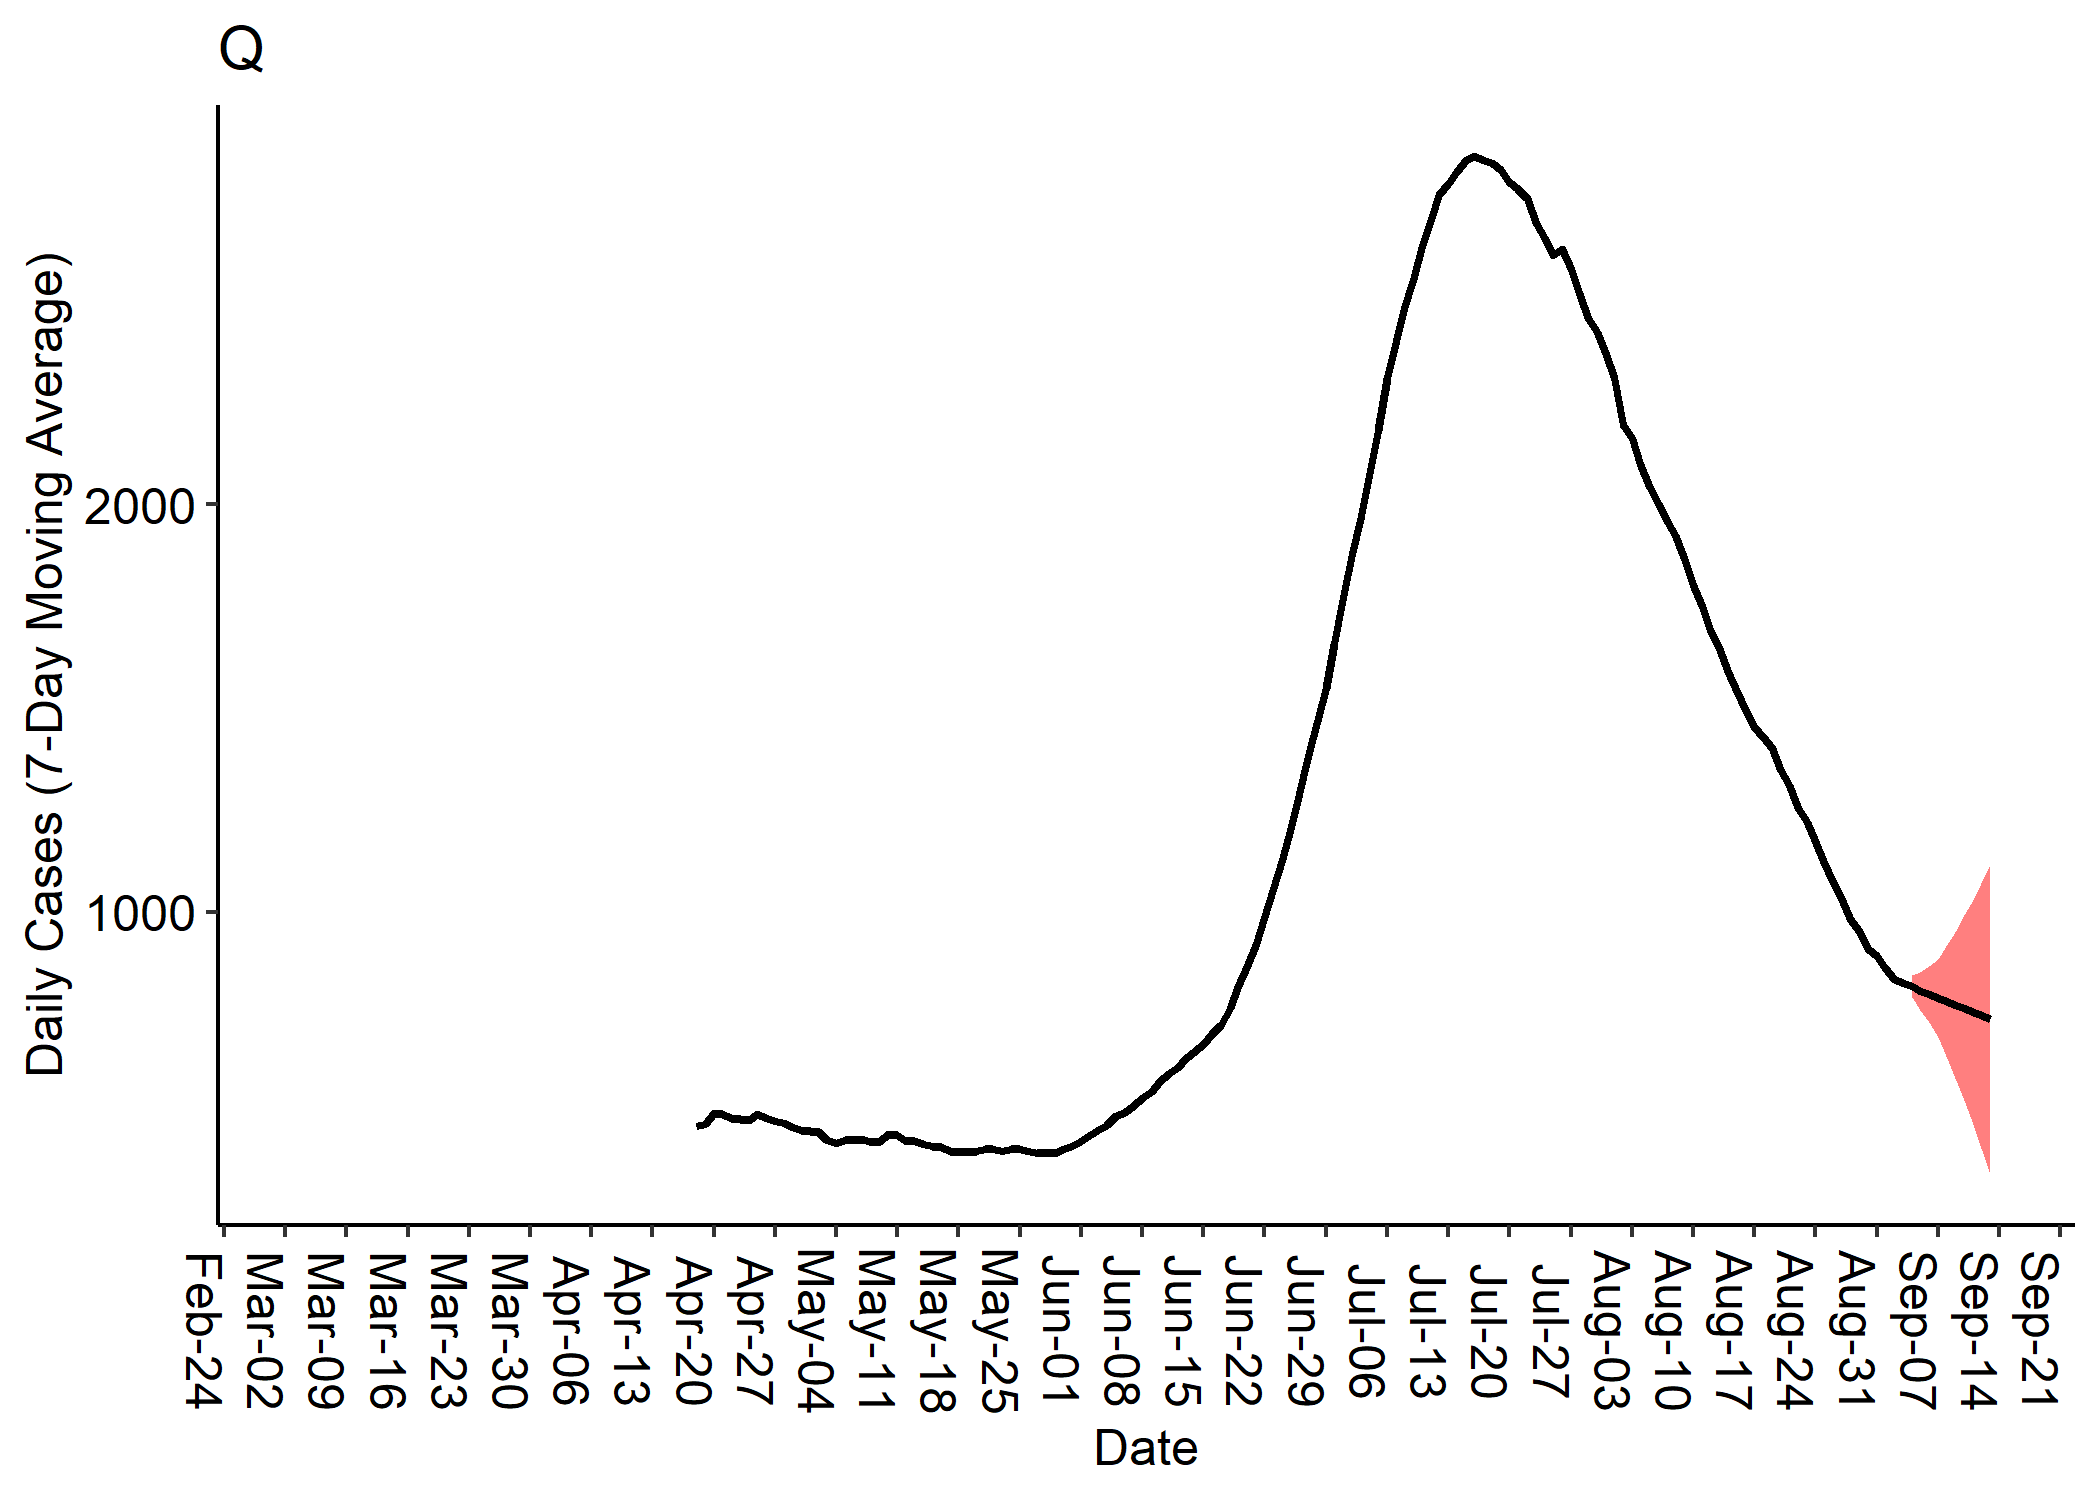 Q
Daily Cases (7-Day Moving Average)
2000
1000
Feb-24
Mar-02
Mar-09
Mar-16
Mar-23
Mar-30
Apr-06
Apr-13
Apr-20
Apr-27
May-04
May-11
May-18
May-25
Jun-01
Jun-08
Jun-15
Jun-22
Jun-29
Jul-06
Jul-13
Jul-20
Jul-27
Aug-03
Aug-10
Aug-17
Aug-24
Aug-31
Sep-07
Sep-14
Sep-21
Date